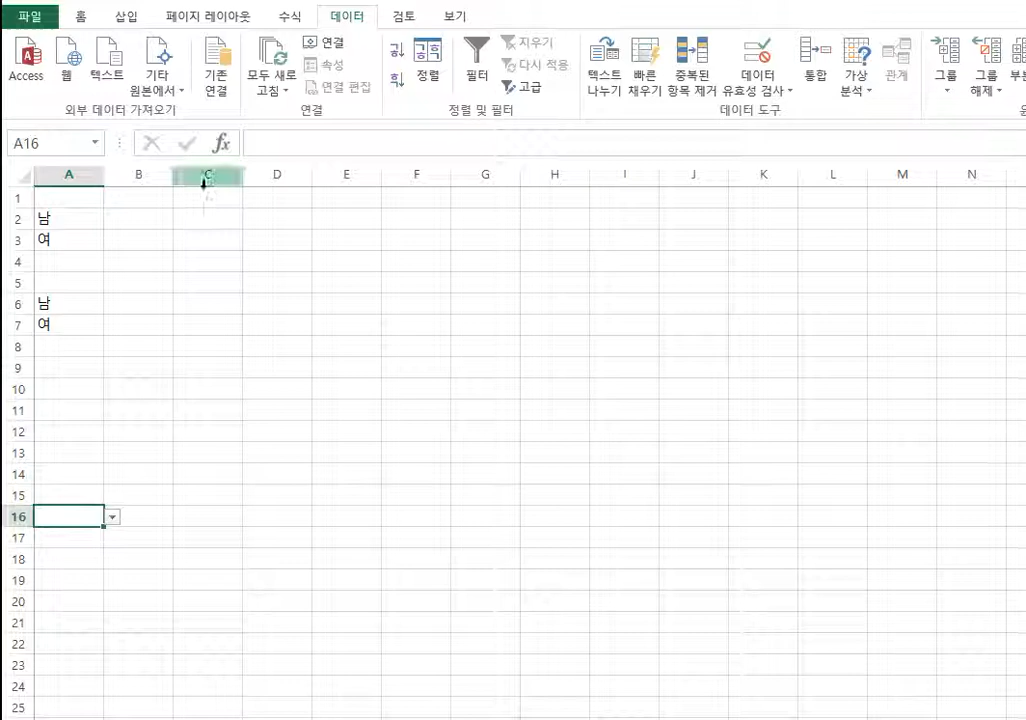 파일 홈 삽입 페이지 레이아웃 수식 데이터 검토 보기
Access 웹 텍스트 기타 원본에서
기존 연결
외부 데이터 가져오기
모두 새로 고침
연결
속성
연결 편집
연결
정렬
필터
지우기
다시 적용
고급
정렬 및 필터
텍스트 나누기
빠른 채우기
중복된 항목 제거
데이터 유효성 검사
통합
가상 분석
관계
데이터 도구
그룹
그룹 해제
A16 fx
A B C D E F G H I J K L M N
1
2 남
3 여
4
5
6 남
7 여
8
9
10
11
12
13
14
15
16
17
18
19
20
21
22
23
24
25